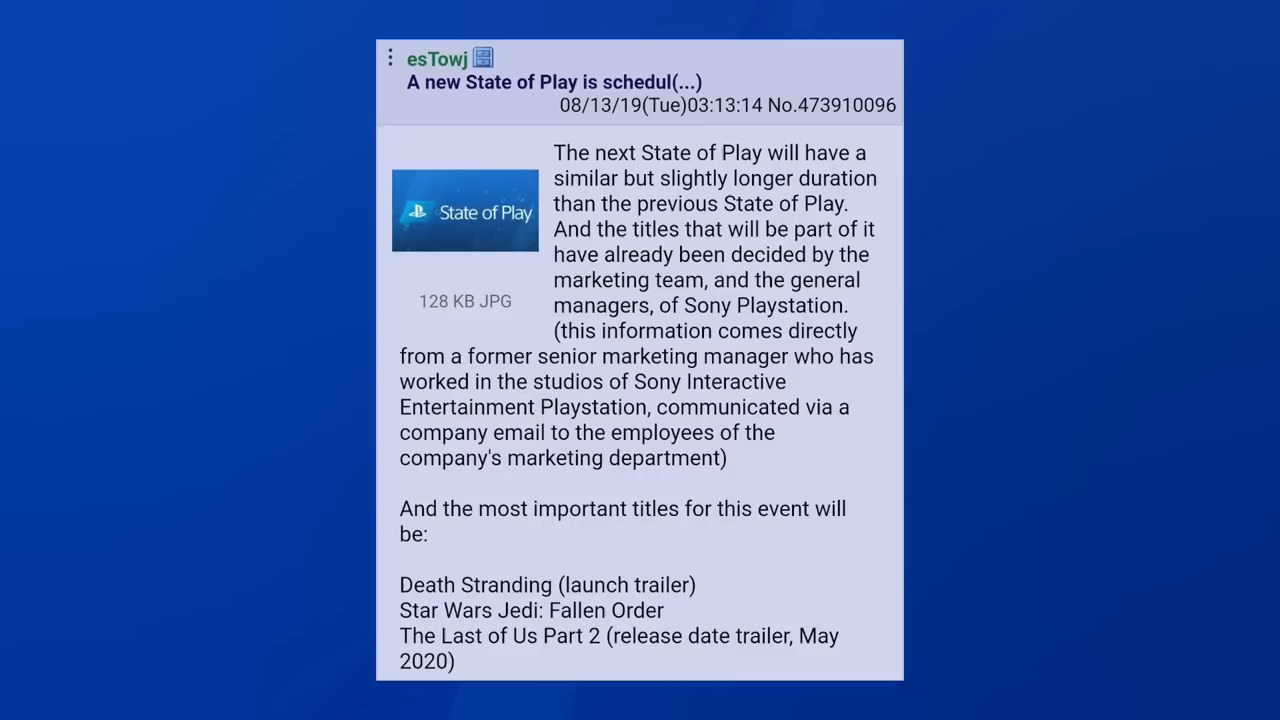 esTowj
A new State of Play is schedul(...)
08/13/19(Tue)03:13:14 No.473910096
State of Play
128 KB JPG
The next State of Play will have a
similar but slightly longer duration
than the previous State of Play.
And the titles that will be part of it
have already been decided by the
marketing team, and the general
managers, of Sony Playstation.
(this information comes directly
from a former senior marketing manager who has
worked in the studios of Sony Interactive
Entertainment Playstation, communicated via a
company email to the employees of the
company's marketing department)
And the most important titles for this event will
be:
Death Stranding (launch trailer)
Star Wars Jedi: Fallen Order
The Last of Us Part 2 (release date trailer, May
2020)